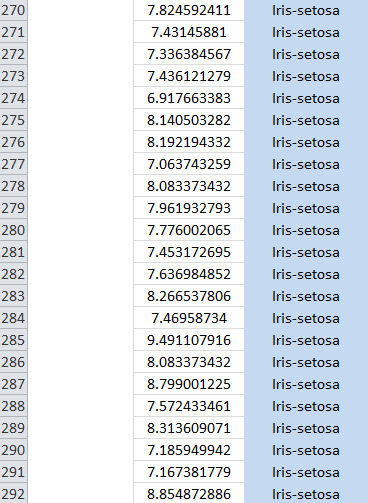 270 7.824592411 Iris-setosa
271 7.43145881 Iris-setosa
272 7.336384567 Iris-setosa
273 7.436121279 Iris-setosa
274 6.917663383 Iris-setosa
275 8.140503282 Iris-setosa
276 8.192194332 Iris-setosa
277 7.063743259 Iris-setosa
278 8.083373432 Iris-setosa
279 7.961932793 Iris-setosa
280 7.776002065 Iris-setosa
281 7.453172695 Iris-setosa
282 7.636984852 Iris-setosa
283 8.266537806 Iris-setosa
284 7.46958734 Iris-setosa
285 9.491107916 Iris-setosa
286 8.083373432 Iris-setosa
287 8.799001225 Iris-setosa
288 7.572433461 Iris-setosa
289 8.313609071 Iris-setosa
290 7.185949942 Iris-setosa
291 7.167381779 Iris-setosa
292 8.854872886 Iris-setosa